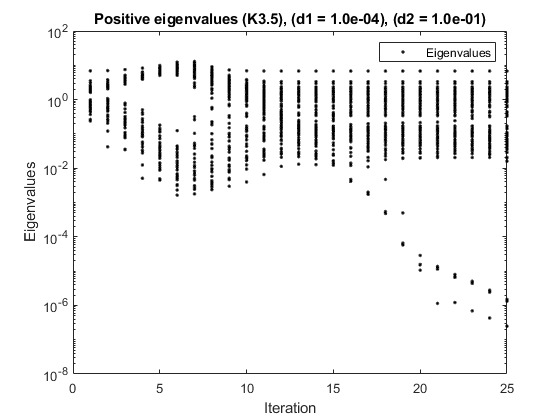 Positive eigenvalues (K3.5), (d1 = 1.0e-04), (d2 = 1.0e-01)
Eigenvalues
10^2
10^0
10^-2
10^-4
10^-6
10^-8
Eigenvalues
0 5 10 15 20 25
Iteration